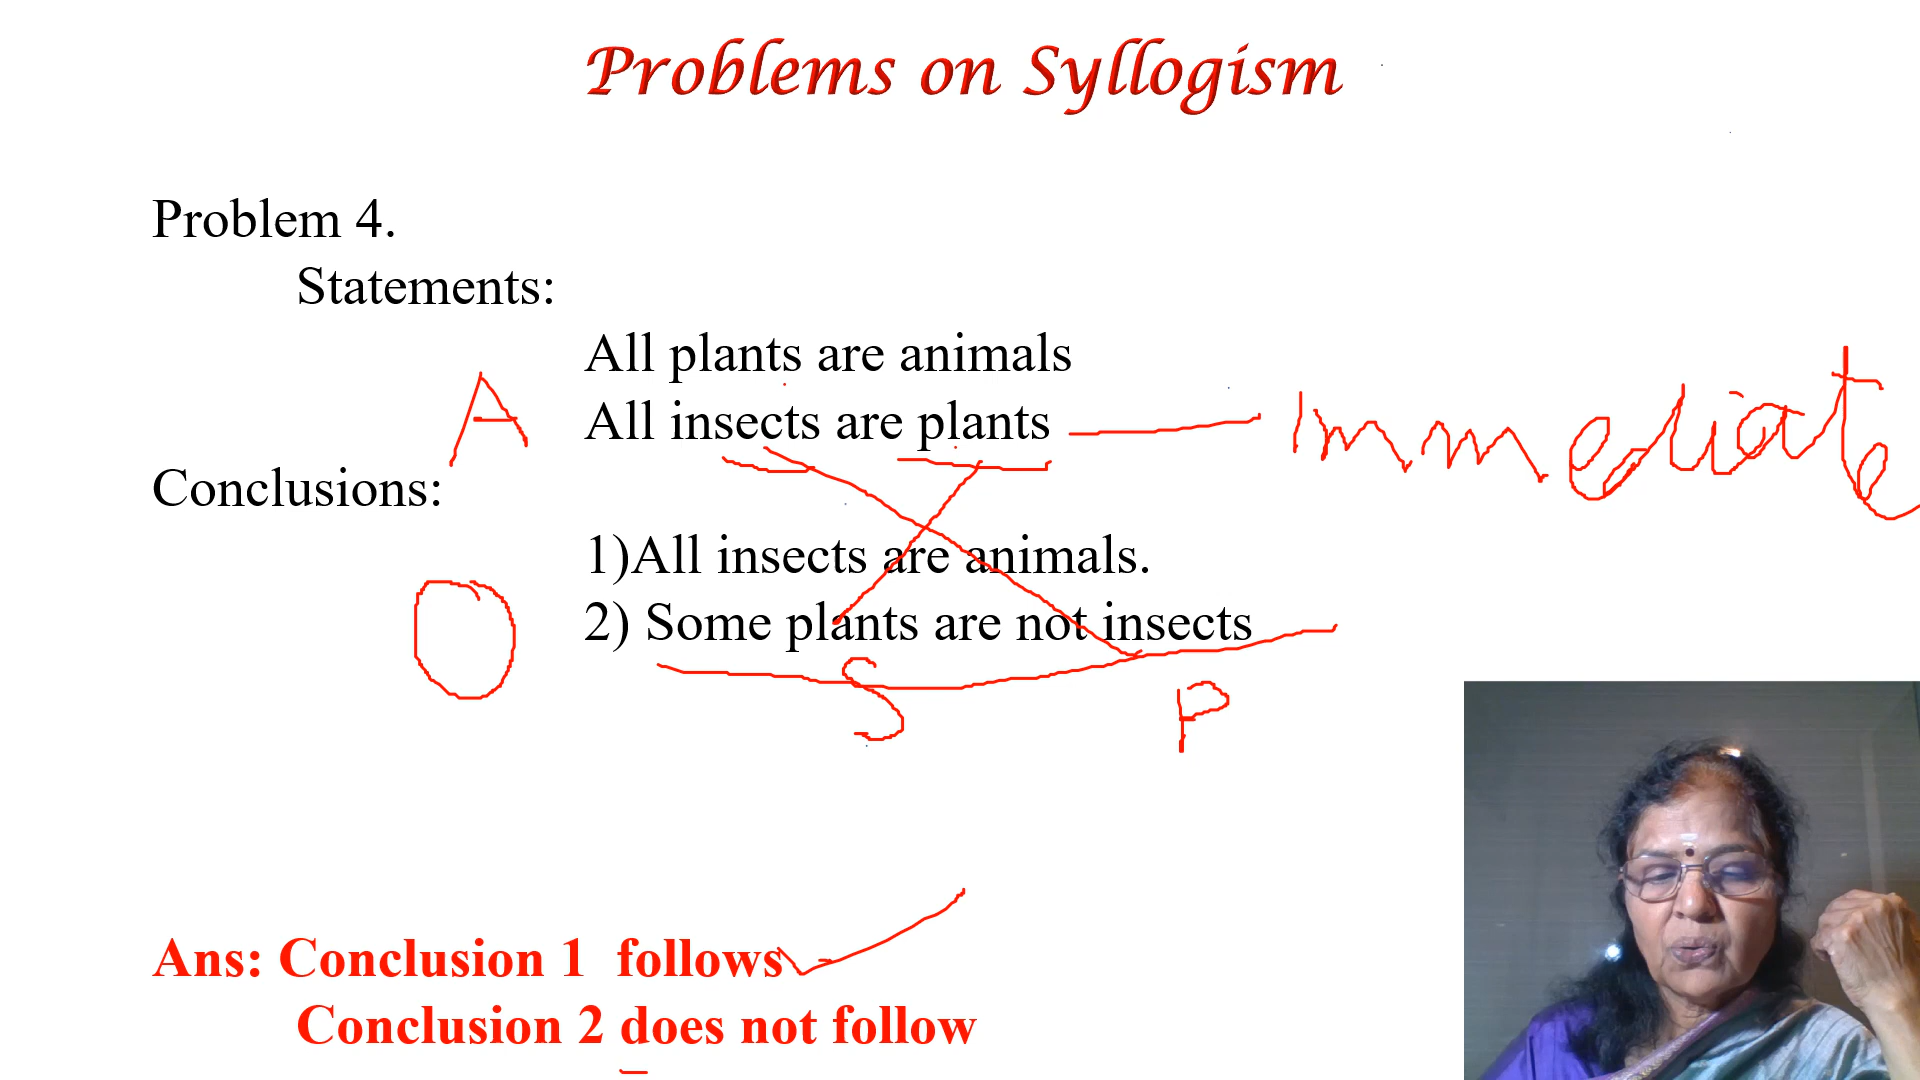 Problems on Syllogism
Problem 4.
Statements:
All plants are animals
A
All insects are plants
Immediate
Conclusions:
1)All insects are animals.
O
2) Some plants are not insects
S
P
Ans: Conclusion 1 follows
Conclusion 2 does not follow